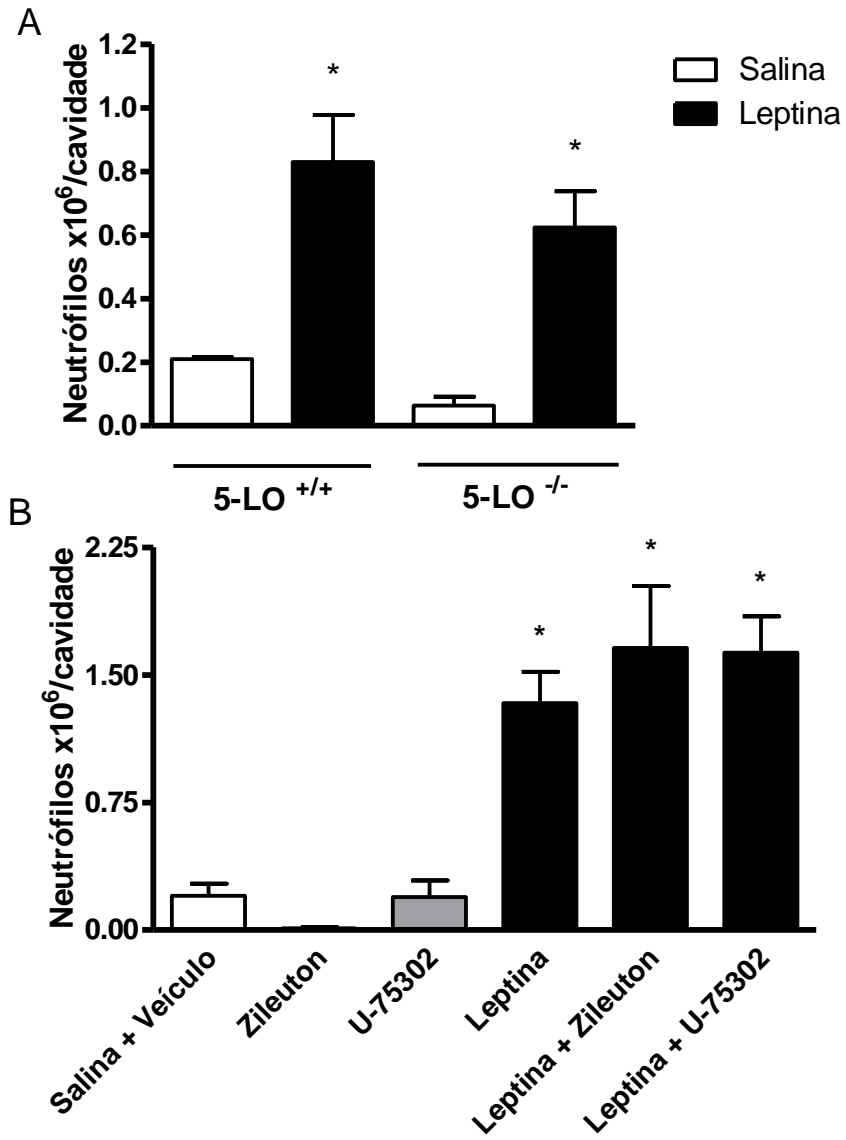 A
Neutrófilos x10⁶/cavidade
1.2
1.0
0.8
0.6
0.4
0.2
0.0
*
*
Salina
Leptina
5-LO +/+
5-LO -/-
B
Neutrófilos x10⁶/cavidade
2.25
1.50
0.75
0.00
*
*
*
Salina + Veículo
Zileuton
U-75302
Leptina
Leptina + Zileuton
Leptina + U-75302